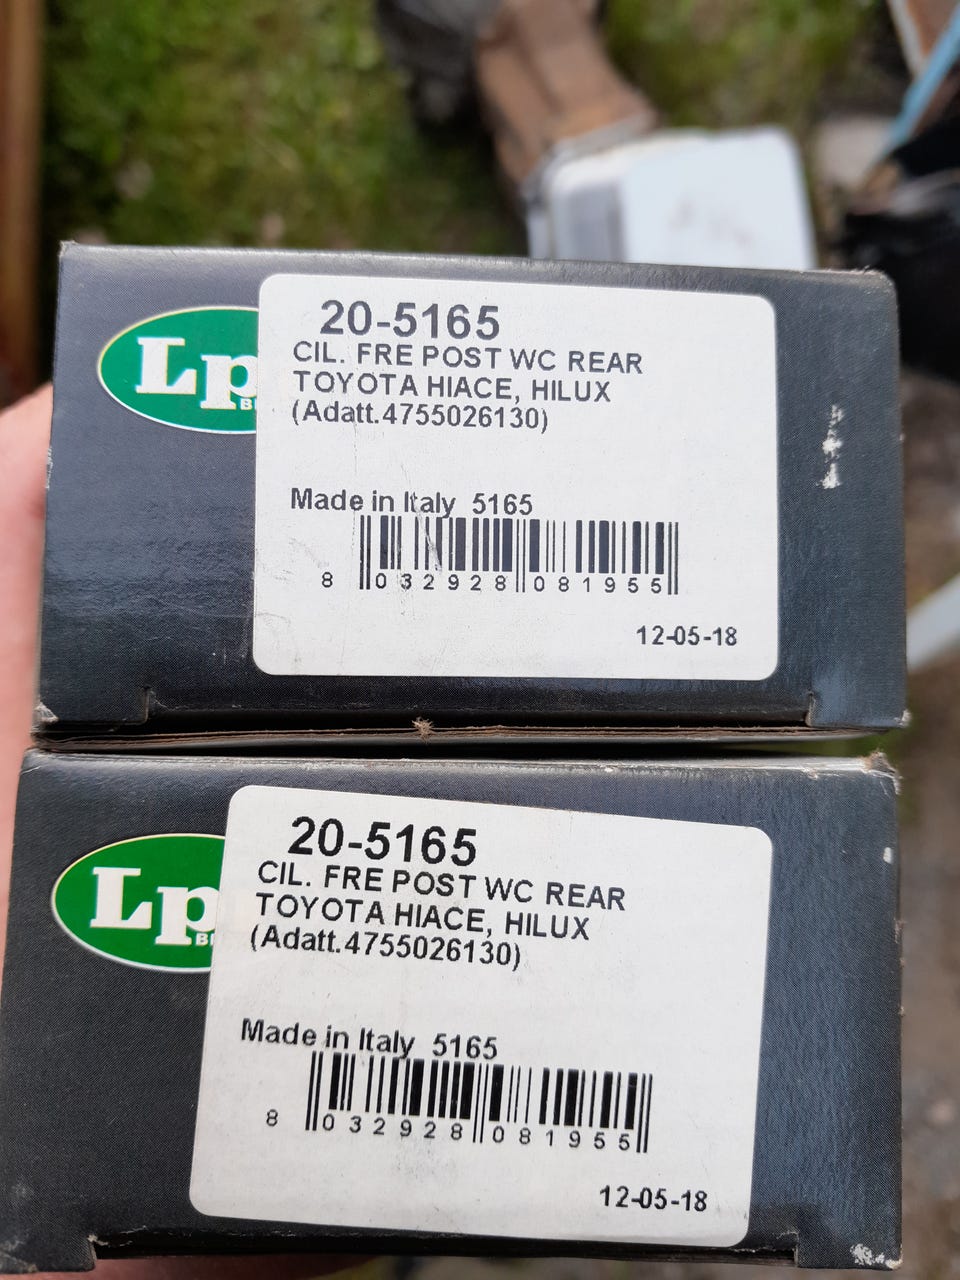 Lp
20-5165
CIL. FRE POST WC REAR
TOYOTA HIACE, HILUX
(Adatt.4755026130)
Made in Italy 5165
8 032928 081955
12-05-18
Lp
20-5165
CIL. FRE POST WC REAR
TOYOTA HIACE, HILUX
(Adatt.4755026130)
Made in Italy 5165
8 032928 081955
12-05-18